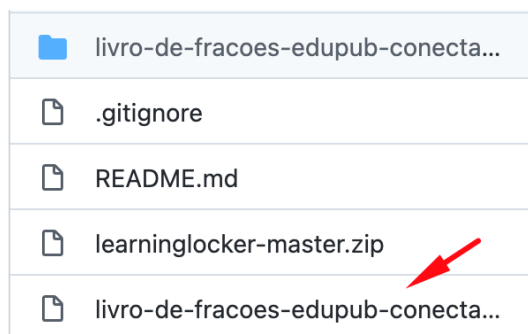 livro-de-fracoes-edupub-conecta...
.gitignore
README.md
learninglocker-master.zip
livro-de-fracoes-edupub-conecta...